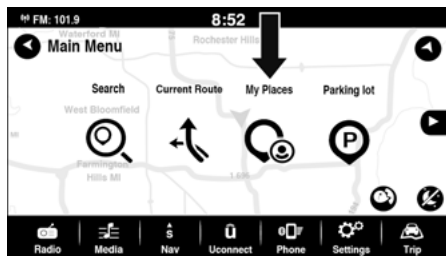 FM: 101.9
8:52
Main Menu
Waterford MI
Rochester Hills
Search
Current Route
My Places
Parking lot
West Bloomfield
P
MI
Farmington
Hills MI
S
Radio
Media
Nav
Uconnect
Phone
Settings
Trip